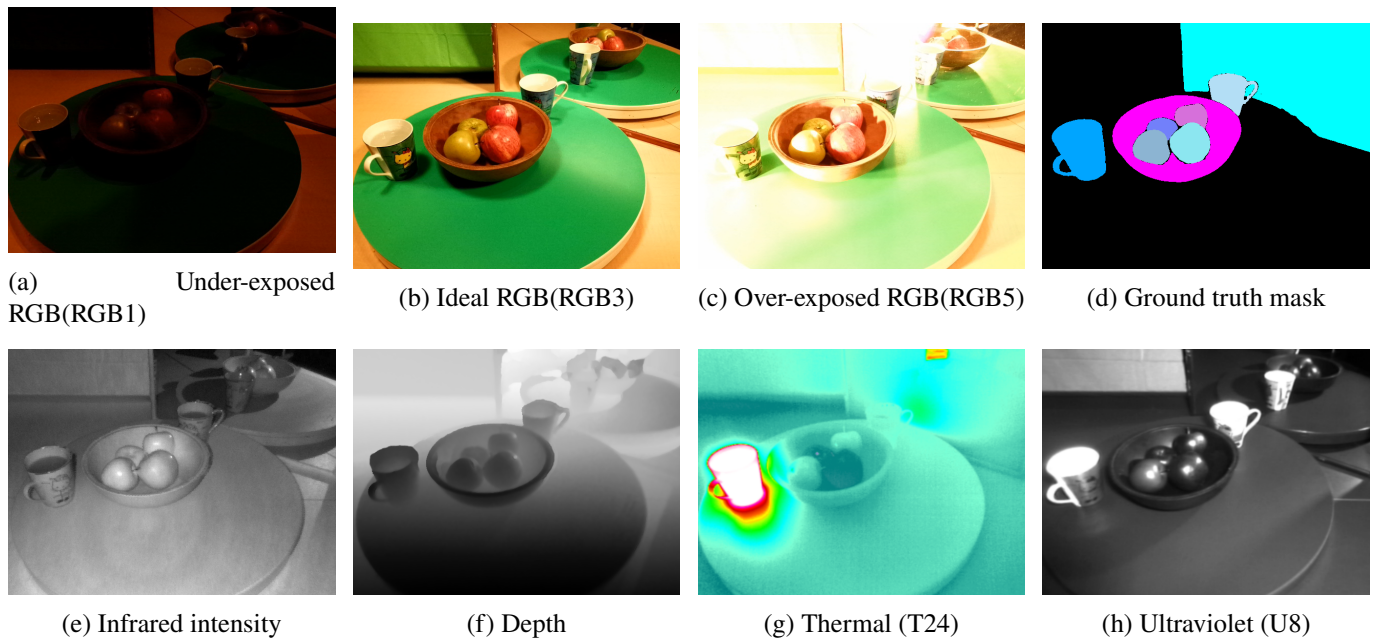 (a) Under-exposed
RGB(RGB1)
(b) Ideal RGB(RGB3)
(c) Over-exposed RGB(RGB5)
(d) Ground truth mask
(e) Infrared intensity
(f) Depth
(g) Thermal (T24)
(h) Ultraviolet (U8)